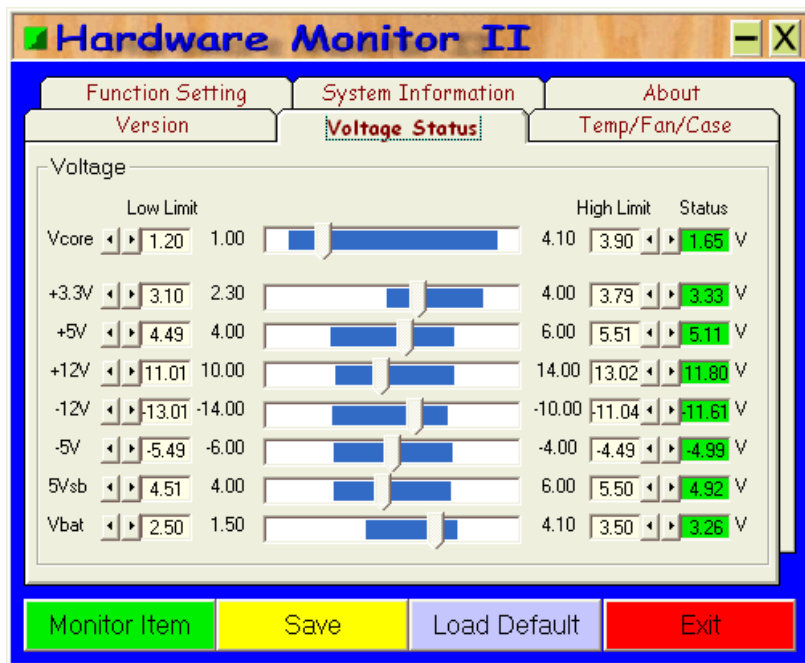 Hardware Monitor II
Function Setting System Information About
Version Voltage Status Temp/Fan/Case
Voltage
Low Limit High Limit Status
Vcore 1.20 1.00 4.10 3.90 1.65 V
+3.3V 3.10 2.30 4.00 3.79 3.33 V
+5V 4.49 4.00 6.00 5.51 5.11 V
+12V 11.01 10.00 14.00 13.02 11.80 V
-12V -13.01 -14.00 -10.00 -11.04 -11.61 V
-5V -5.49 -6.00 -4.00 -4.49 -4.99 V
5Vsb 4.51 4.00 6.00 5.50 4.92 V
Vbat 2.50 1.50 4.10 3.50 3.26 V
Monitor Item Save Load Default Exit